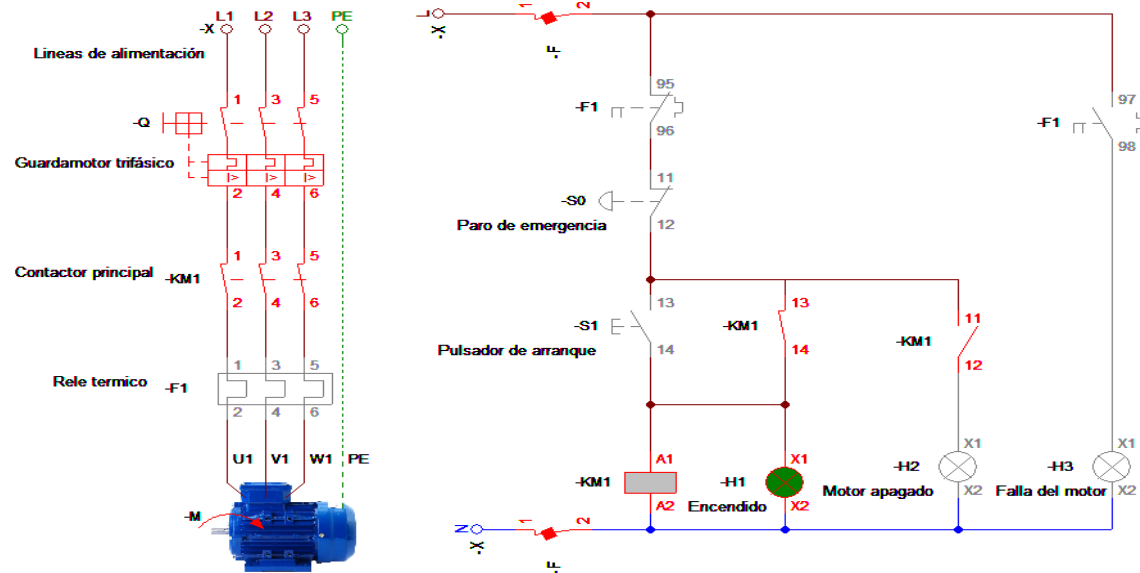 L1 L2 L3 PE
-X
Lineas de alimentación
1 3 5
-Q
Guardamotor trifásico
I> I> I>
2 4 6
1 3 5
Contactor principal
-KM1
2 4 6
1 3 5
Rele termico
-F1
2 4 6
U1 V1 W1 PE
-M
L
-X
1 2
-F
95
-F1
96
97
-F1
98
11
-S0
12
Paro de emergencia
13
-S1
14
Pulsador de arranque
13
-KM1
14
11
-KM1
12
A1
-KM1
A2
X1
-H1
X2
Encendido
X1
-H2
X2
Motor apagado
X1
-H3
X2
Falla del motor
N
-X
1 2
-F